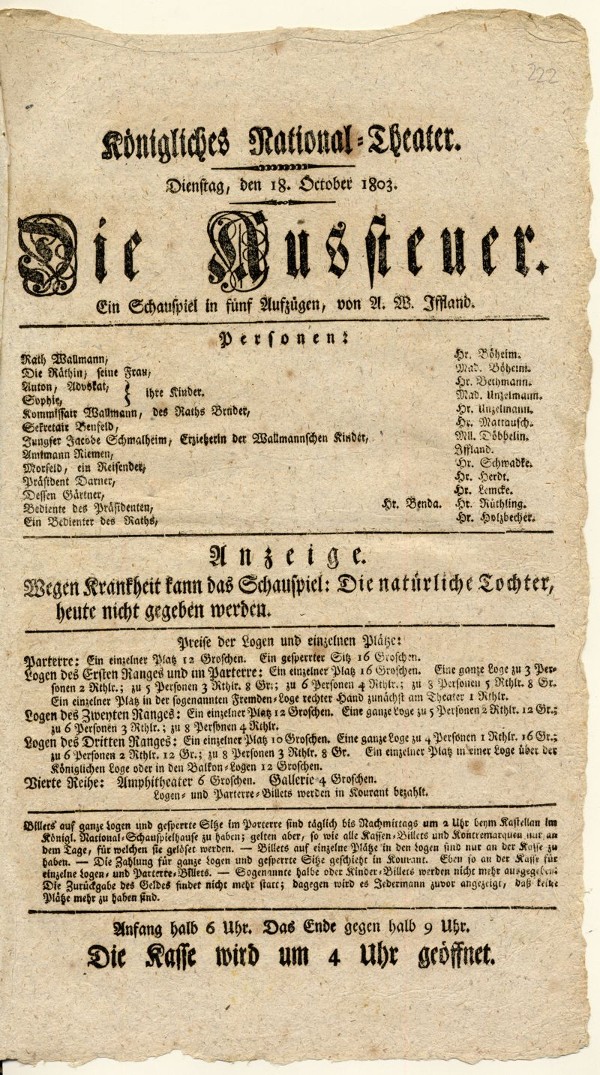 222
Königliches National-Theater.
Dienstag, den 18. October 1803.
Die Aussteuer.
Ein Schauspiel in fünf Aufzügen, von A. W. Iffland.
Personen:
Rath Wallmann, Hr. Böheim.
Die Räthin, seine Frau, Mad. Böheim.
Anton, Advokat, Hr. Bethmann.
Sophie, } ihre Kinder. Mad. Unzelmann.
Kommissair Wallmann, des Raths Bruder, Hr. Unzelmann.
Sekretair Benfeld, Hr. Mattausch.
Jungfer Jacobe Schmalheim, Erzieherin der Wallmannschen Kinder, Mll. Döbbelin.
Amtmann Riemen, Iffland.
Morfeld, ein Reisender, Hr. Schwadke.
Präsident Darner, Hr. Herdt.
Dessen Gärtner, Hr. Lemcke.
Bediente des Präsidenten, Hr. Benda. Hr. Rüthling.
Ein Bedienter des Raths, Hr. Holzbecher.
Anzeige.
Wegen Krankheit kann das Schauspiel: Die natürliche Tochter,
heute nicht gegeben werden.
Preise der Logen und einzelnen Plätze:
Parterre: Ein einzelner Platz 12 Groschen. Ein gesperrter Sitz 16 Groschen.
Logen des Ersten Ranges und im Parterre: Ein einzelner Platz 16 Groschen. Eine ganze Loge zu 3 Per-
sonen 2 Rthlr.; zu 5 Personen 3 Rthlr. 8 Gr.; zu 6 Personen 4 Rthlr.; zu 8 Personen 5 Rthlr. 8 Gr.
Ein einzelner Platz in der sogenannten Fremden-Loge rechter Hand zunächst am Theater 1 Rthlr.
Logen des Zweyten Ranges: Ein einzelner Platz 12 Groschen. Eine ganze Loge zu 5 Personen 2 Rthlr. 12 Gr.;
zu 6 Personen 3 Rthlr.; zu 8 Personen 4 Rthlr.
Logen des Dritten Ranges: Ein einzelner Platz 10 Groschen. Eine ganze Loge zu 4 Personen 1 Rthlr. 16 Gr.;
zu 6 Personen 2 Rthlr. 12 Gr.; zu 8 Personen 3 Rthlr. 8 Gr. Ein einzelner Platz in einer Loge über der
Königlichen Loge oder in den Balkon-Logen 12 Groschen.
Vierte Reihe: Amphitheater 6 Groschen. Gallerie 4 Groschen.
Logen- und Parterre-Billets werden in Kourant bezahlt.
Billets auf ganze Logen und gesperrte Sitze im Parterre sind täglich bis Nachmittags um 2 Uhr beym Kastellan im
Königl. National-Schauspielhause zu haben; gelten aber, so wie alle Kassen-Billets und Kontremarquen nur an
dem Tage, für welchen sie gelöset werden. — Billets auf einzelne Plätze in den Logen sind nur an der Kasse zu
haben. — Die Zahlung für ganze Logen und gesperrte Sitze geschieht in Kourant. Eben so an der Kasse für
einzelne Logen- und Parterre-Billets. — Sogenannte halbe oder Kinder-Billets werden nicht mehr ausgegeben.
Die Zurückgabe des Geldes findet nicht mehr statt; dagegen wird es Jedermann zuvor angezeigt, daß keine
Plätze mehr zu haben sind.
Anfang halb 6 Uhr. Das Ende gegen halb 9 Uhr.
Die Kasse wird um 4 Uhr geöffnet.